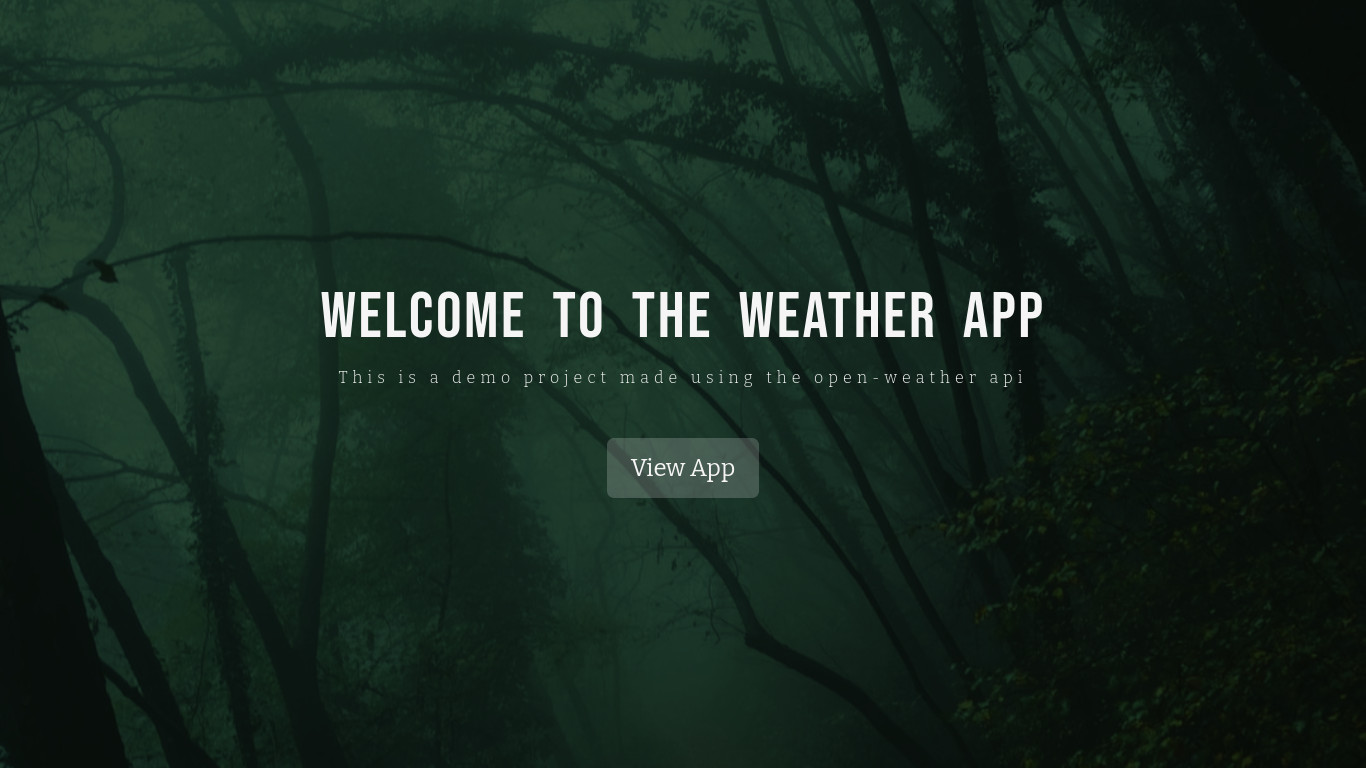 WELCOME TO THE WEATHER APP
This is a demo project made using the open-weather api
View App